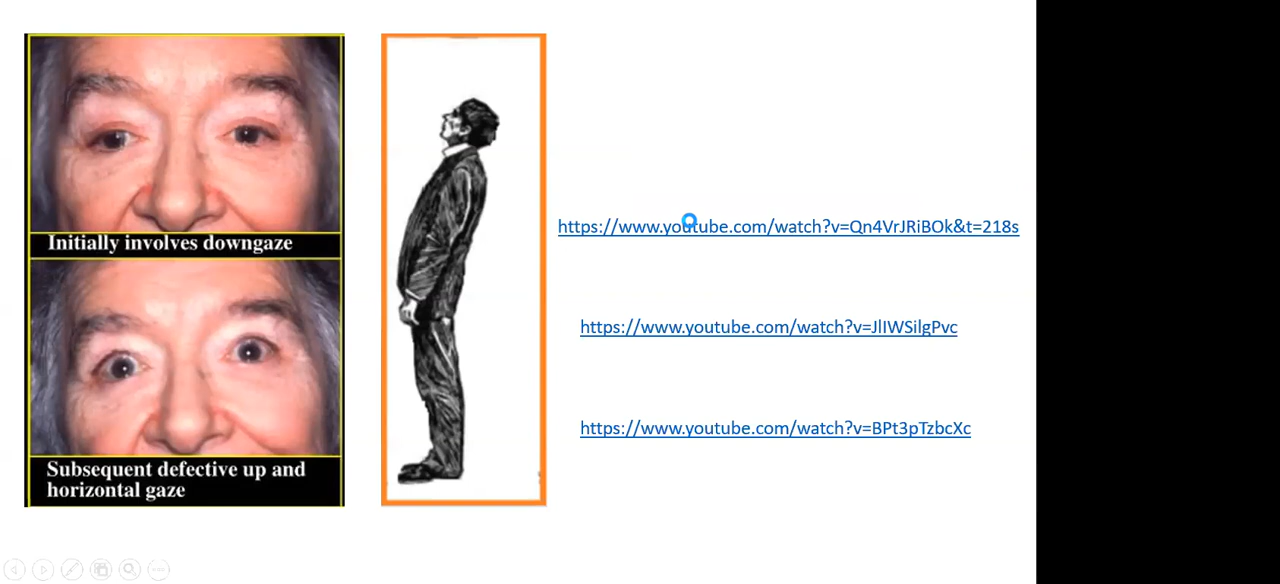 Initially involves downgaze
Subsequent defective up and
horizontal gaze
https://www.youtube.com/watch?v=Qn4VrJRiBOk&t=218s
https://www.youtube.com/watch?v=JlIWSilgPvc
https://www.youtube.com/watch?v=BPt3pTzbcXc